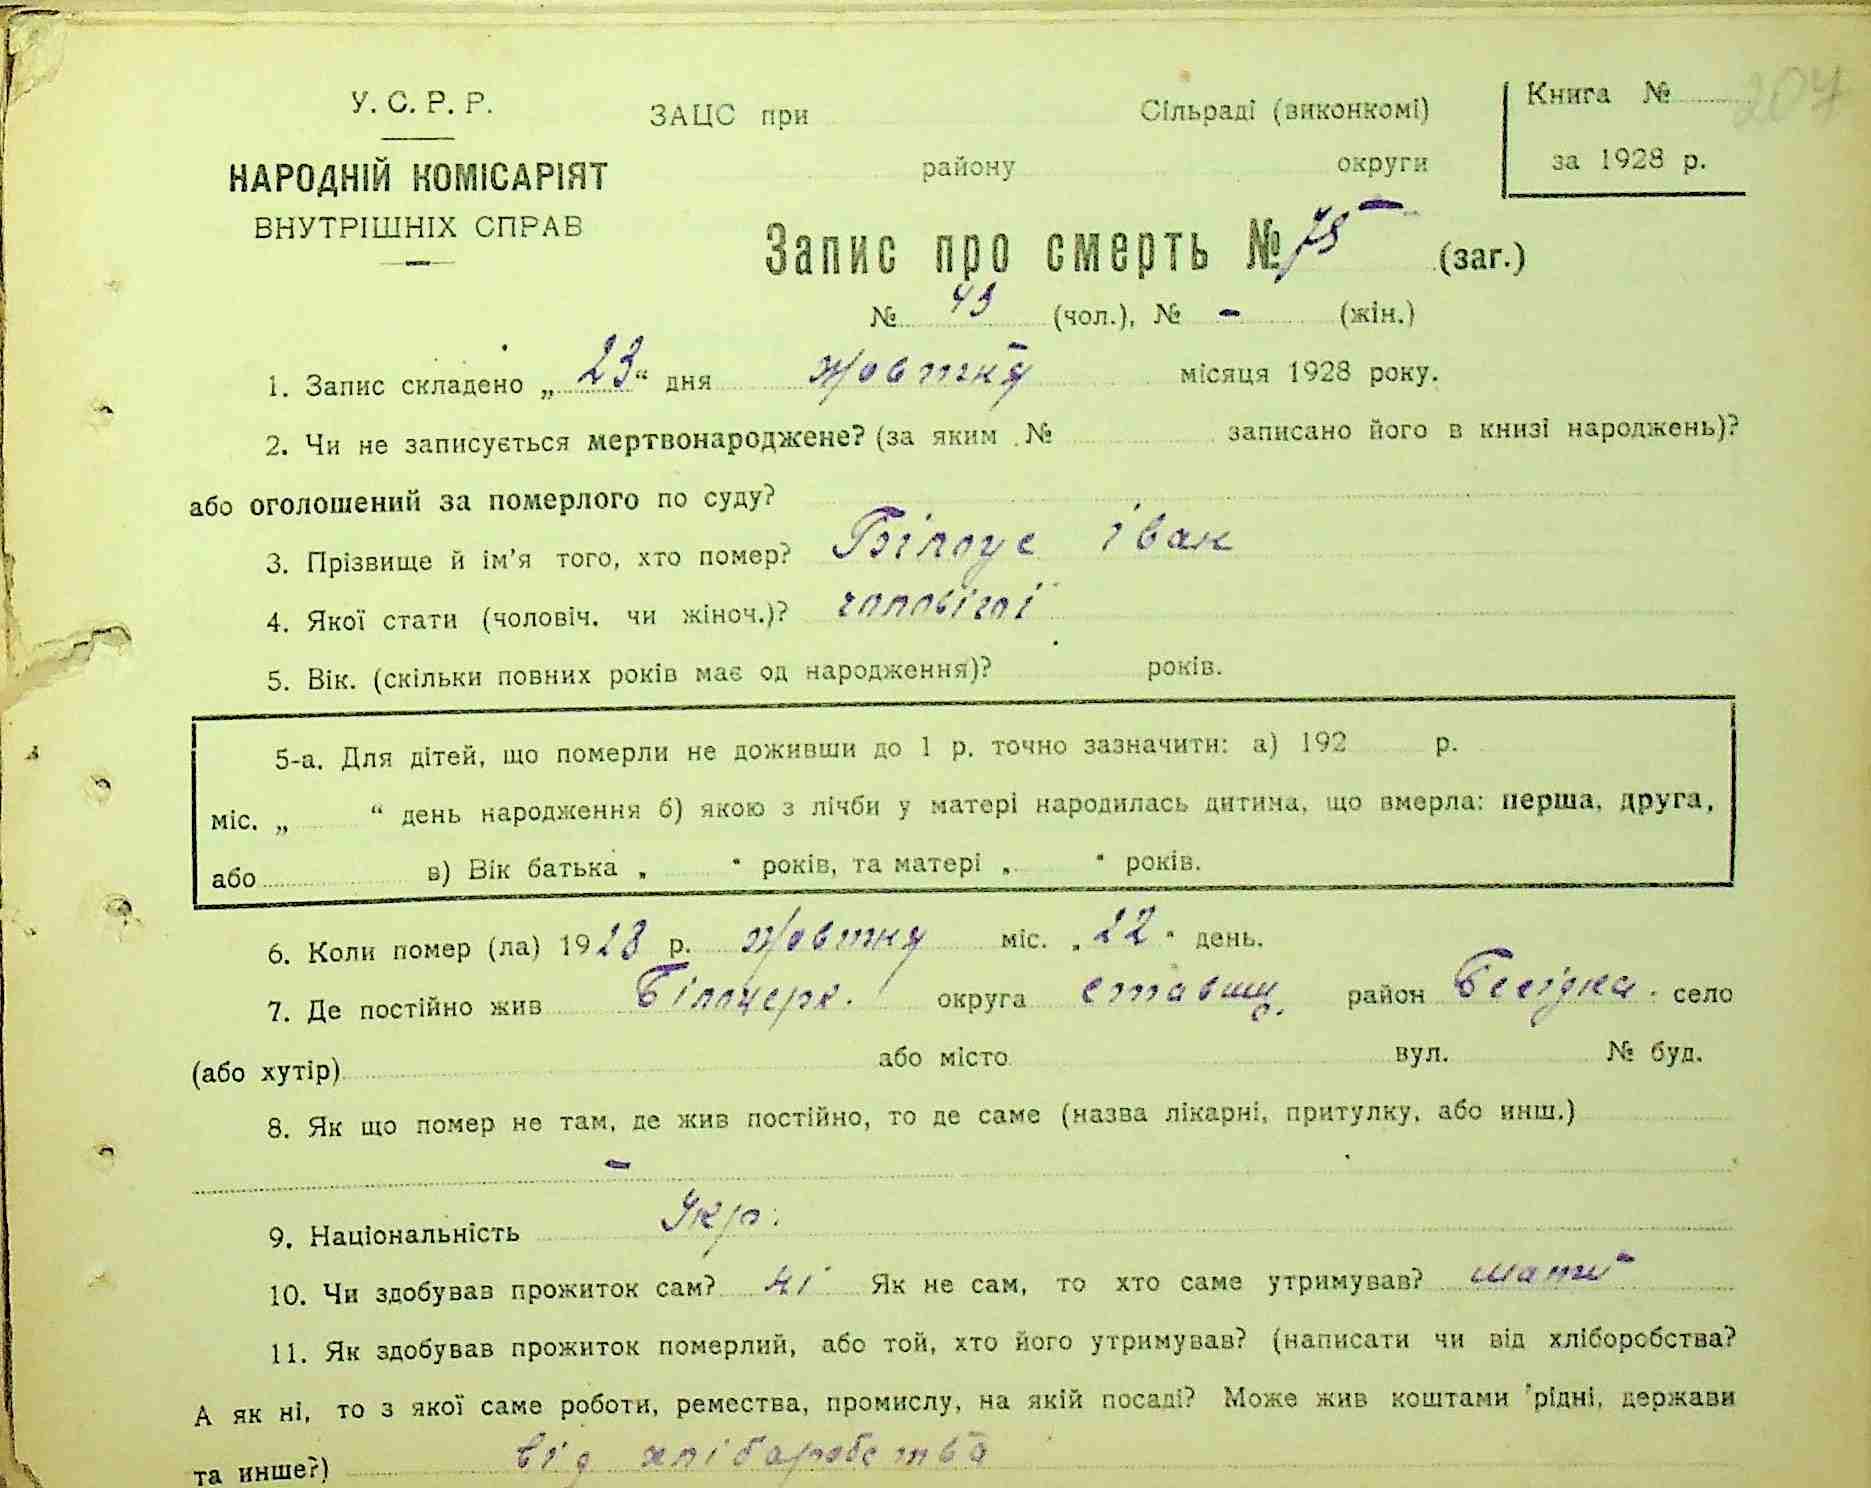 204
У. С. Р. Р.
НАРОДНІЙ КОМІСАРІЯТ
ВНУТРІШНІХ СПРАВ
ЗАЦС при Сільраді (виконкомі)
району округи
Книга №
за 1928 р.
Запис про смерть № 75 (заг.)
№ 43 (чол.), № - (жін.)
1. Запис складено „23“ дня жовтня місяця 1928 року.
2. Чи не записується мертвонароджене? (за яким № записано його в книзі народжень)?
або оголошений за померлого по суду?
3. Прізвище й ім'я того, хто помер? Білоус Іван
4. Якої стати (чоловіч. чи жіноч.)? чоловічої
5. Вік. (скільки повних років має од народження)? років.
5-а. Для дітей, що померли не доживши до 1 р. точно зазначити: а) 192 р.
міс. „ “ день народження б) якою з лічби у матері народилась дитина, що вмерла: перша, друга,
або в) Вік батька „ “ років, та матері „ “ років.
6. Коли помер (ла) 1928 р. жовтня міс. „22“ день.
7. Де постійно жив Білоцерк. округа Ставищ. район Бесідка село
(або хутір) або місто вул. № буд.
8. Як що помер не там, де жив постійно, то де саме (назва лікарні, притулку, або инш.)
-
9. Національність Укр.
10. Чи здобував прожиток сам? ні Як не сам, то хто саме утримував? мати
11. Як здобував прожиток померлий, або той, хто його утримував? (написати чи від хліборобства?
А як ні, то з якої саме роботи, ремества, промислу, на якій посаді? Може жив коштами рідні, держави
та инше?) від хліборобства